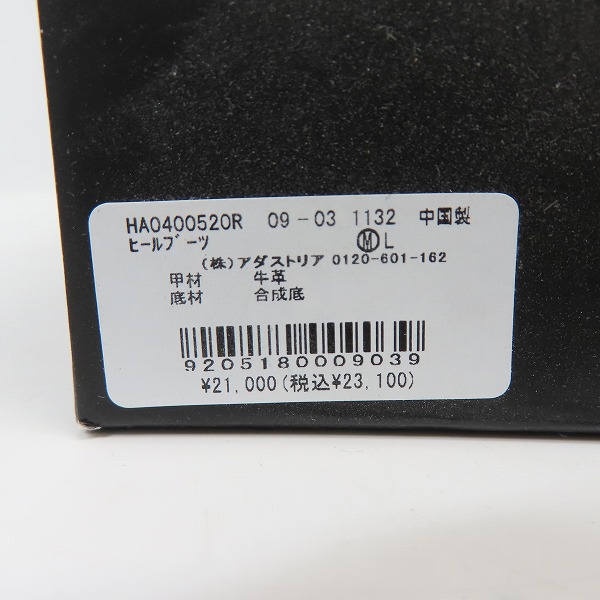 HA0400520R 09-03 1132 中国製
ﾋｰﾙﾌﾞｰﾂ Ⓜ L
(株)アダストリア 0120-601-162
甲材 牛革
底材 合成底
9205180009039
¥21,000(税込¥23,100)